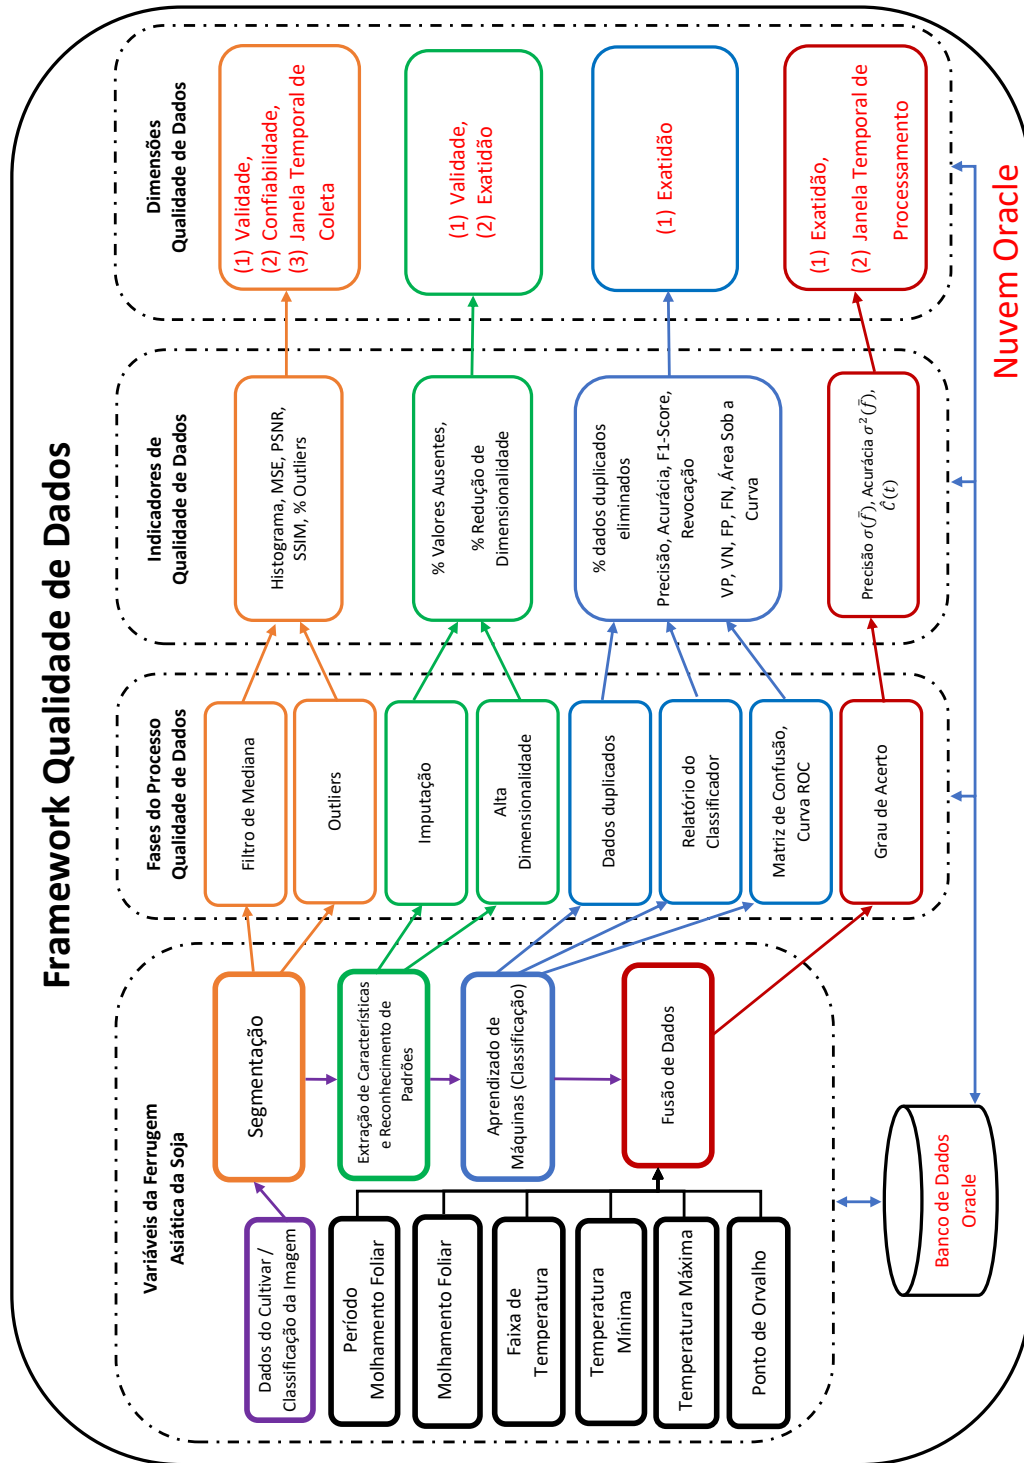 Framework Qualidade de Dados
Variáveis da Ferrugem
Asiática da Soja
Dados do Cultivar /
Classificação da Imagem
Período
Molhamento Foliar
Molhamento Foliar
Faixa de
Temperatura
Temperatura
Mínima
Temperatura Máxima
Ponto de Orvalho
Segmentação
Extração de Características
e Reconhecimento de
Padrões
Aprendizado de
Máquinas (Classificação)
Fusão de Dados
Fases do Processo
Qualidade de Dados
Filtro de Mediana
Outliers
Imputação
Alta
Dimensionalidade
Dados duplicados
Relatório do
Classificador
Matriz de Confusão,
Curva ROC
Grau de Acerto
Indicadores de
Qualidade de Dados
Histograma, MSE, PSNR,
SSIM, % Outliers
% Valores Ausentes,
% Redução de
Dimensionalidade
% dados duplicados
eliminados
Precisão, Acurácia, F1-Score,
Revocação
VP, VN, FP, FN, Área Sob a
Curva
Precisão σ(f̄), Acurácia σ²(f̄),
Ĉ(t)
Dimensões
Qualidade de Dados
(1) Validade,
(2) Confiabilidade,
(3) Janela Temporal de
Coleta
(1) Validade,
(2) Exatidão
(1) Exatidão
(1) Exatidão,
(2) Janela Temporal de
Processamento
Banco de Dados
Oracle
Nuvem Oracle